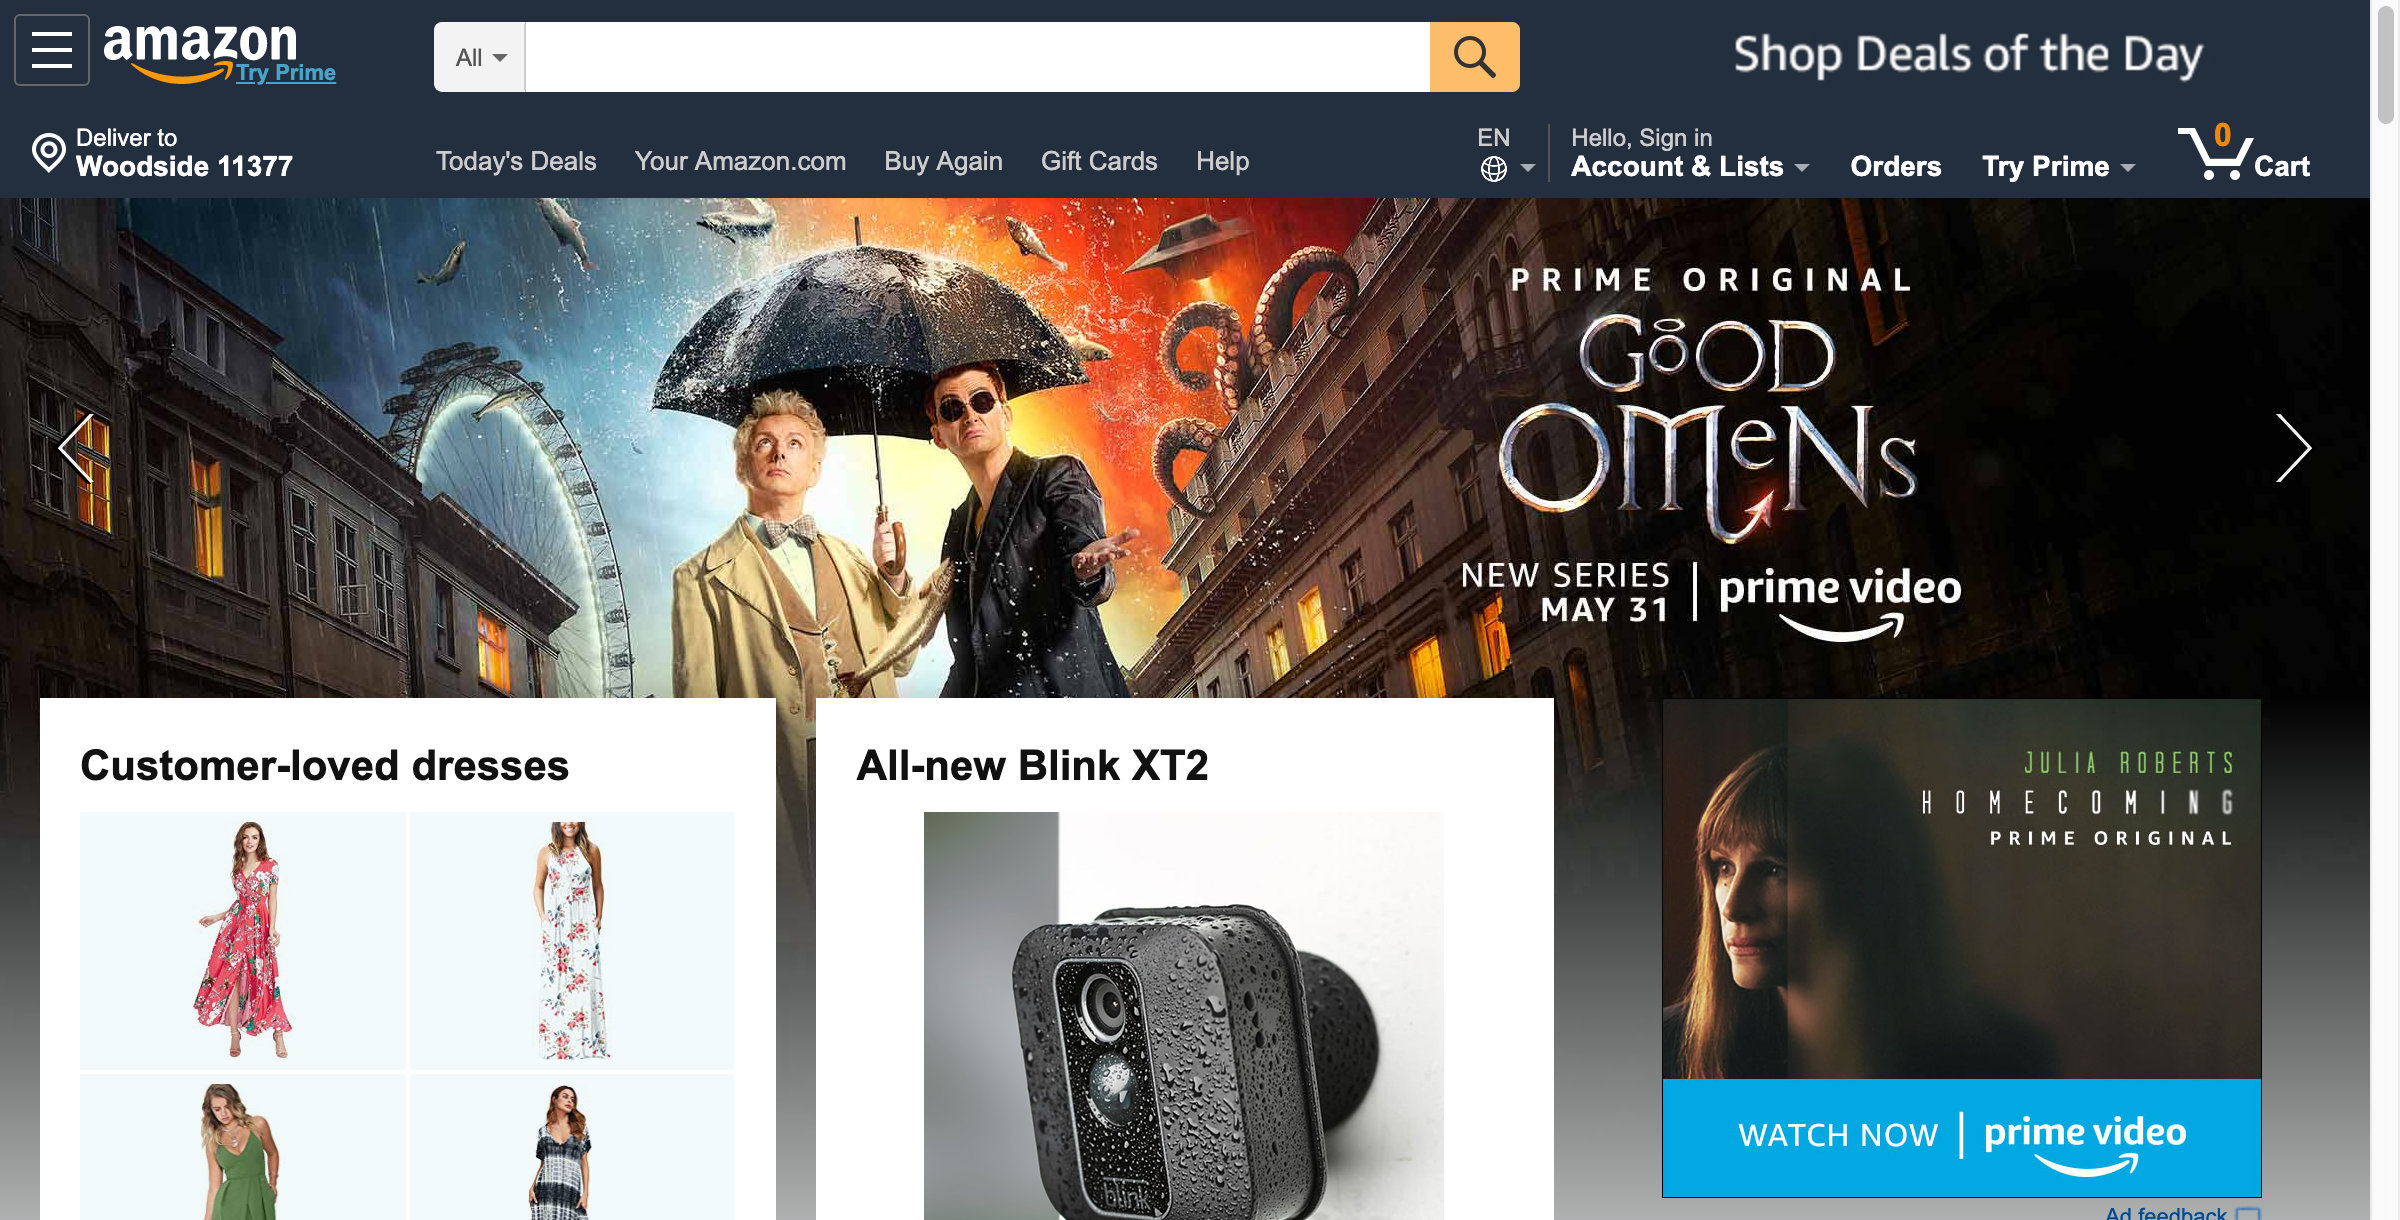 amazon
Try Prime
All
Shop Deals of the Day
Deliver to
Woodside 11377
Today's Deals
Your Amazon.com
Buy Again
Gift Cards
Help
EN
Hello, Sign in
Account & Lists
Orders
Try Prime
0
Cart
PRIME ORIGINAL
GOOD
OMENS
NEW SERIES
MAY 31
prime video
Customer-loved dresses
All-new Blink XT2
blink
JULIA ROBERTS
HOMECOMING
PRIME ORIGINAL
WATCH NOW
prime video
Ad feedback